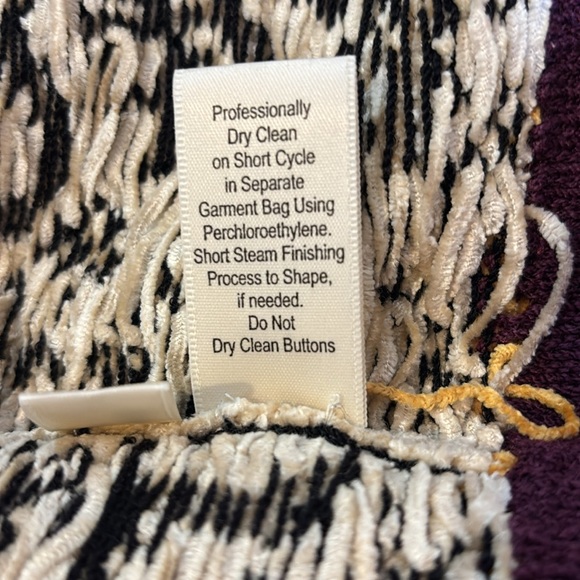 Professionally
Dry Clean
on Short Cycle
in Separate
Garment Bag Using
Perchloroethylene.
Short Steam Finishing
Process to Shape,
if needed.
Do Not
Dry Clean Buttons